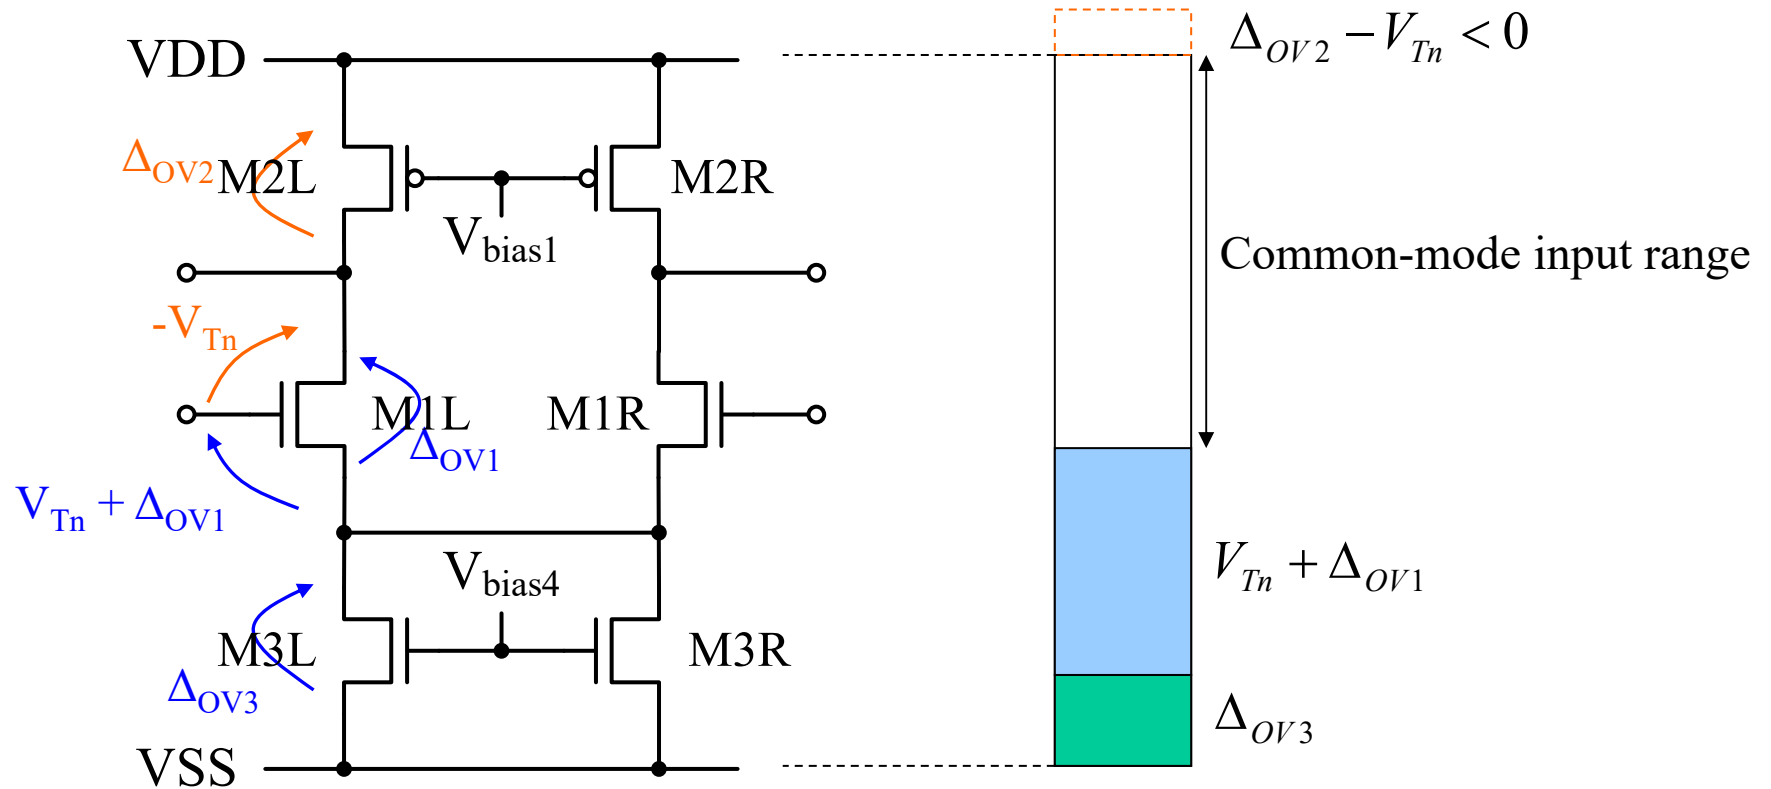 VDD
Δ_OV2 − V_Tn < 0
Δ_OV2
M2L
M2R
V_bias1
Common-mode input range
-V_Tn
M1L
M1R
Δ_OV1
V_Tn + Δ_OV1
V_bias4
V_Tn + Δ_OV1
M3L
M3R
Δ_OV3
Δ_OV3
VSS